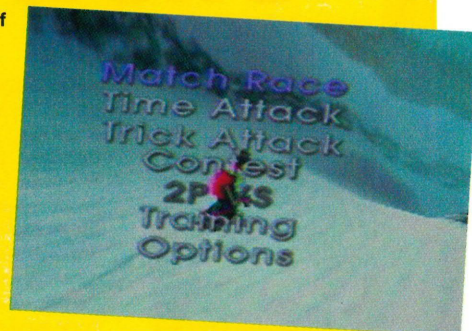 f
Match Race
Time Attack
Trick Attack
Contest
2P VS
Training
Options